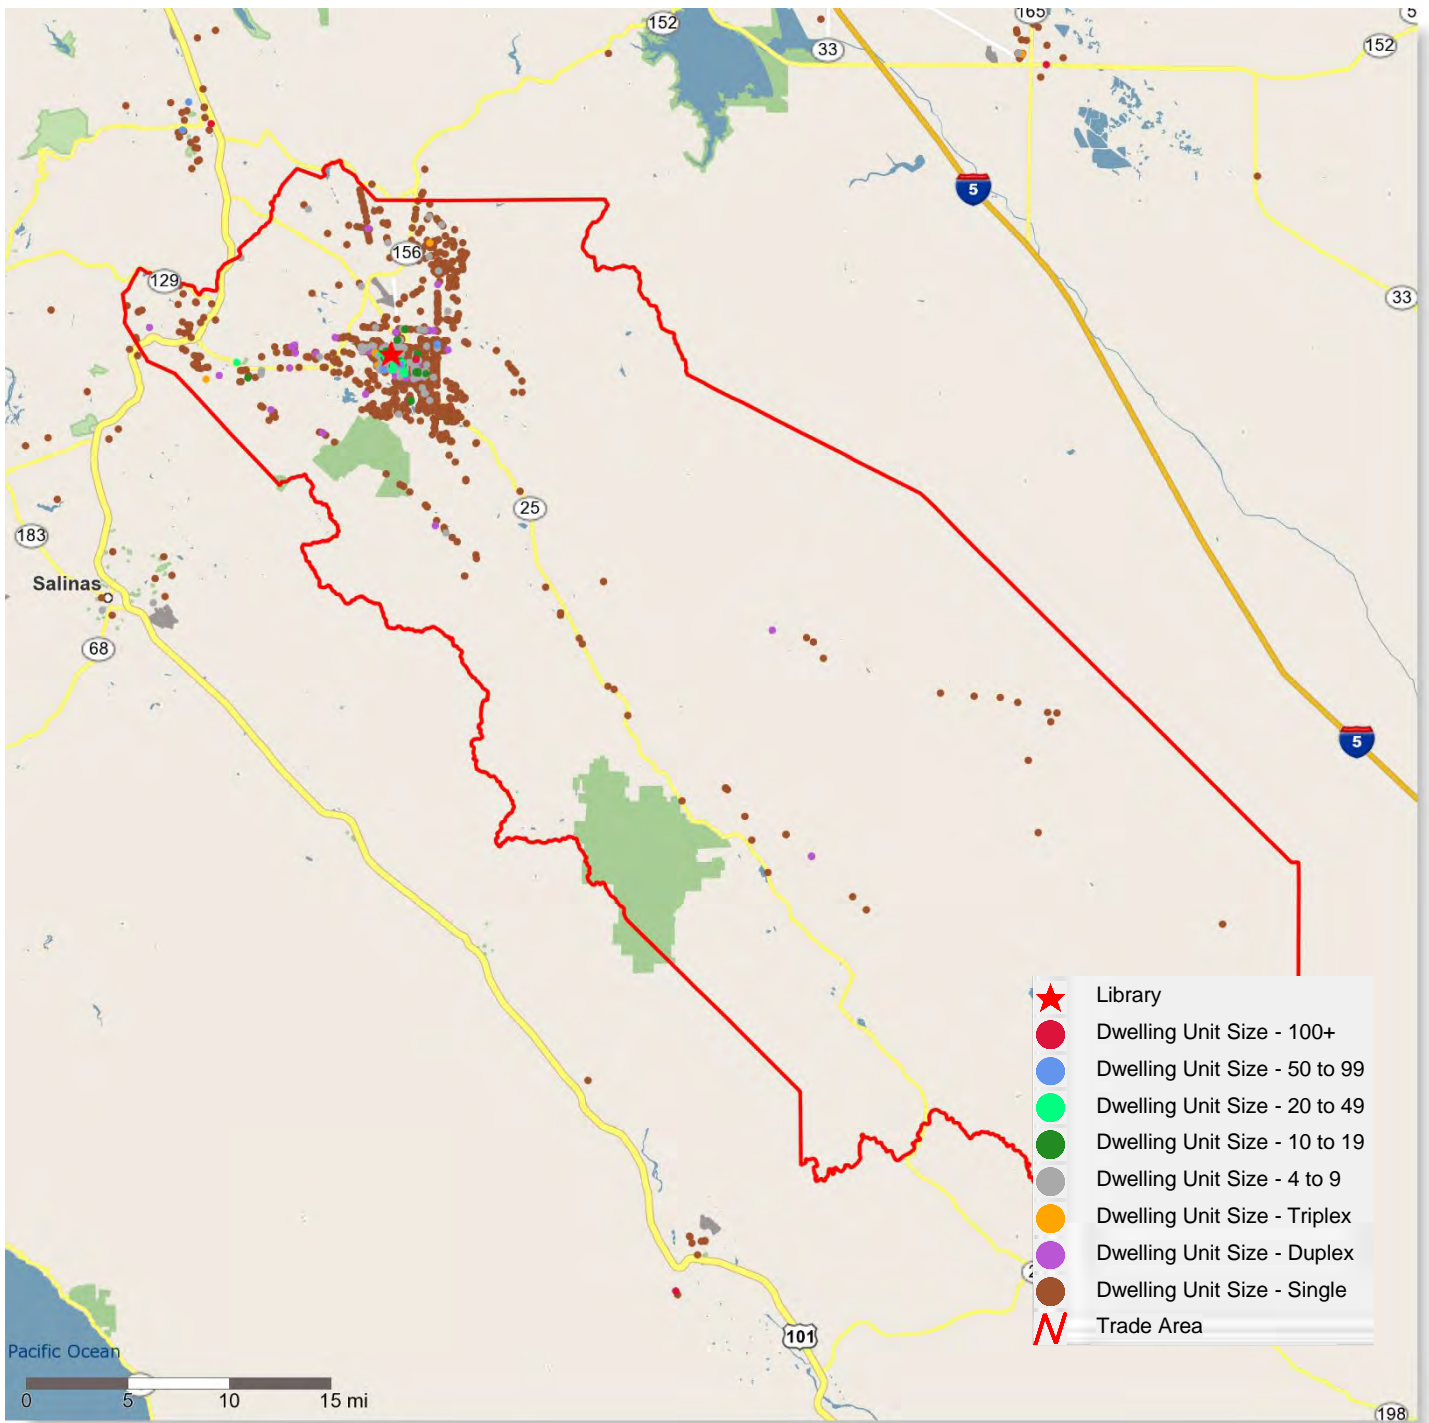 152
165
5
33
152
5
156
129
33
25
183
Salinas
68
5
Library
Dwelling Unit Size - 100+
Dwelling Unit Size - 50 to 99
Dwelling Unit Size - 20 to 49
Dwelling Unit Size - 10 to 19
Dwelling Unit Size - 4 to 9
Dwelling Unit Size - Triplex
Dwelling Unit Size - Duplex
Dwelling Unit Size - Single
Trade Area
101
Pacific Ocean
0 5 10 15 mi
198